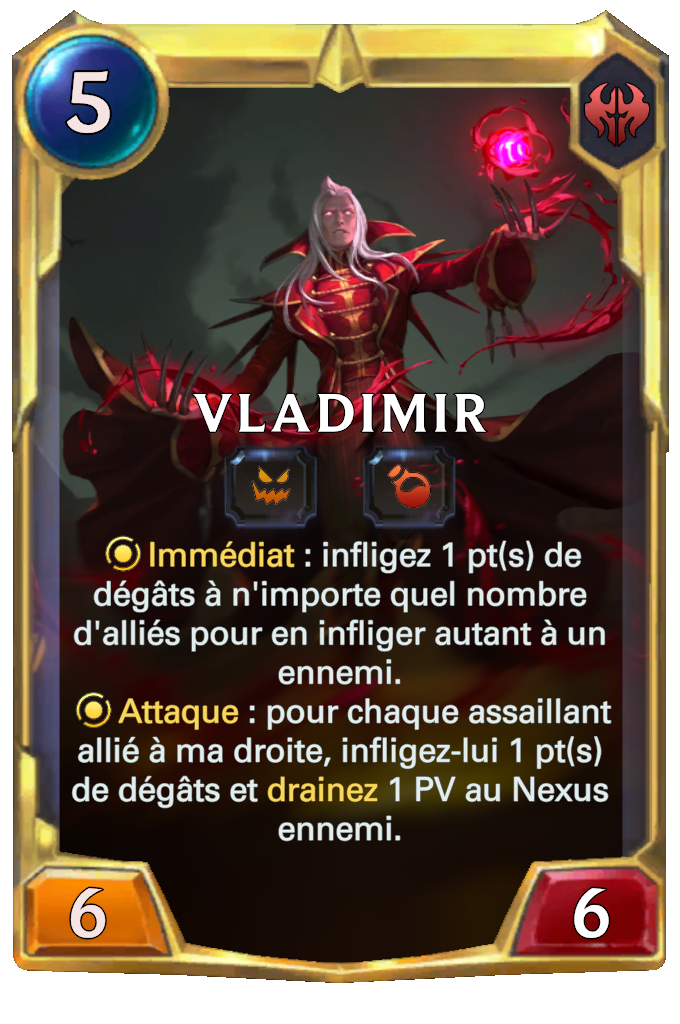 5
VLADIMIR
Immédiat : infligez 1 pt(s) de
dégâts à n'importe quel nombre
d'alliés pour en infliger autant à un
ennemi.
Attaque : pour chaque assaillant
allié à ma droite, infligez-lui 1 pt(s)
de dégâts et drainez 1 PV au Nexus
ennemi.
6
6